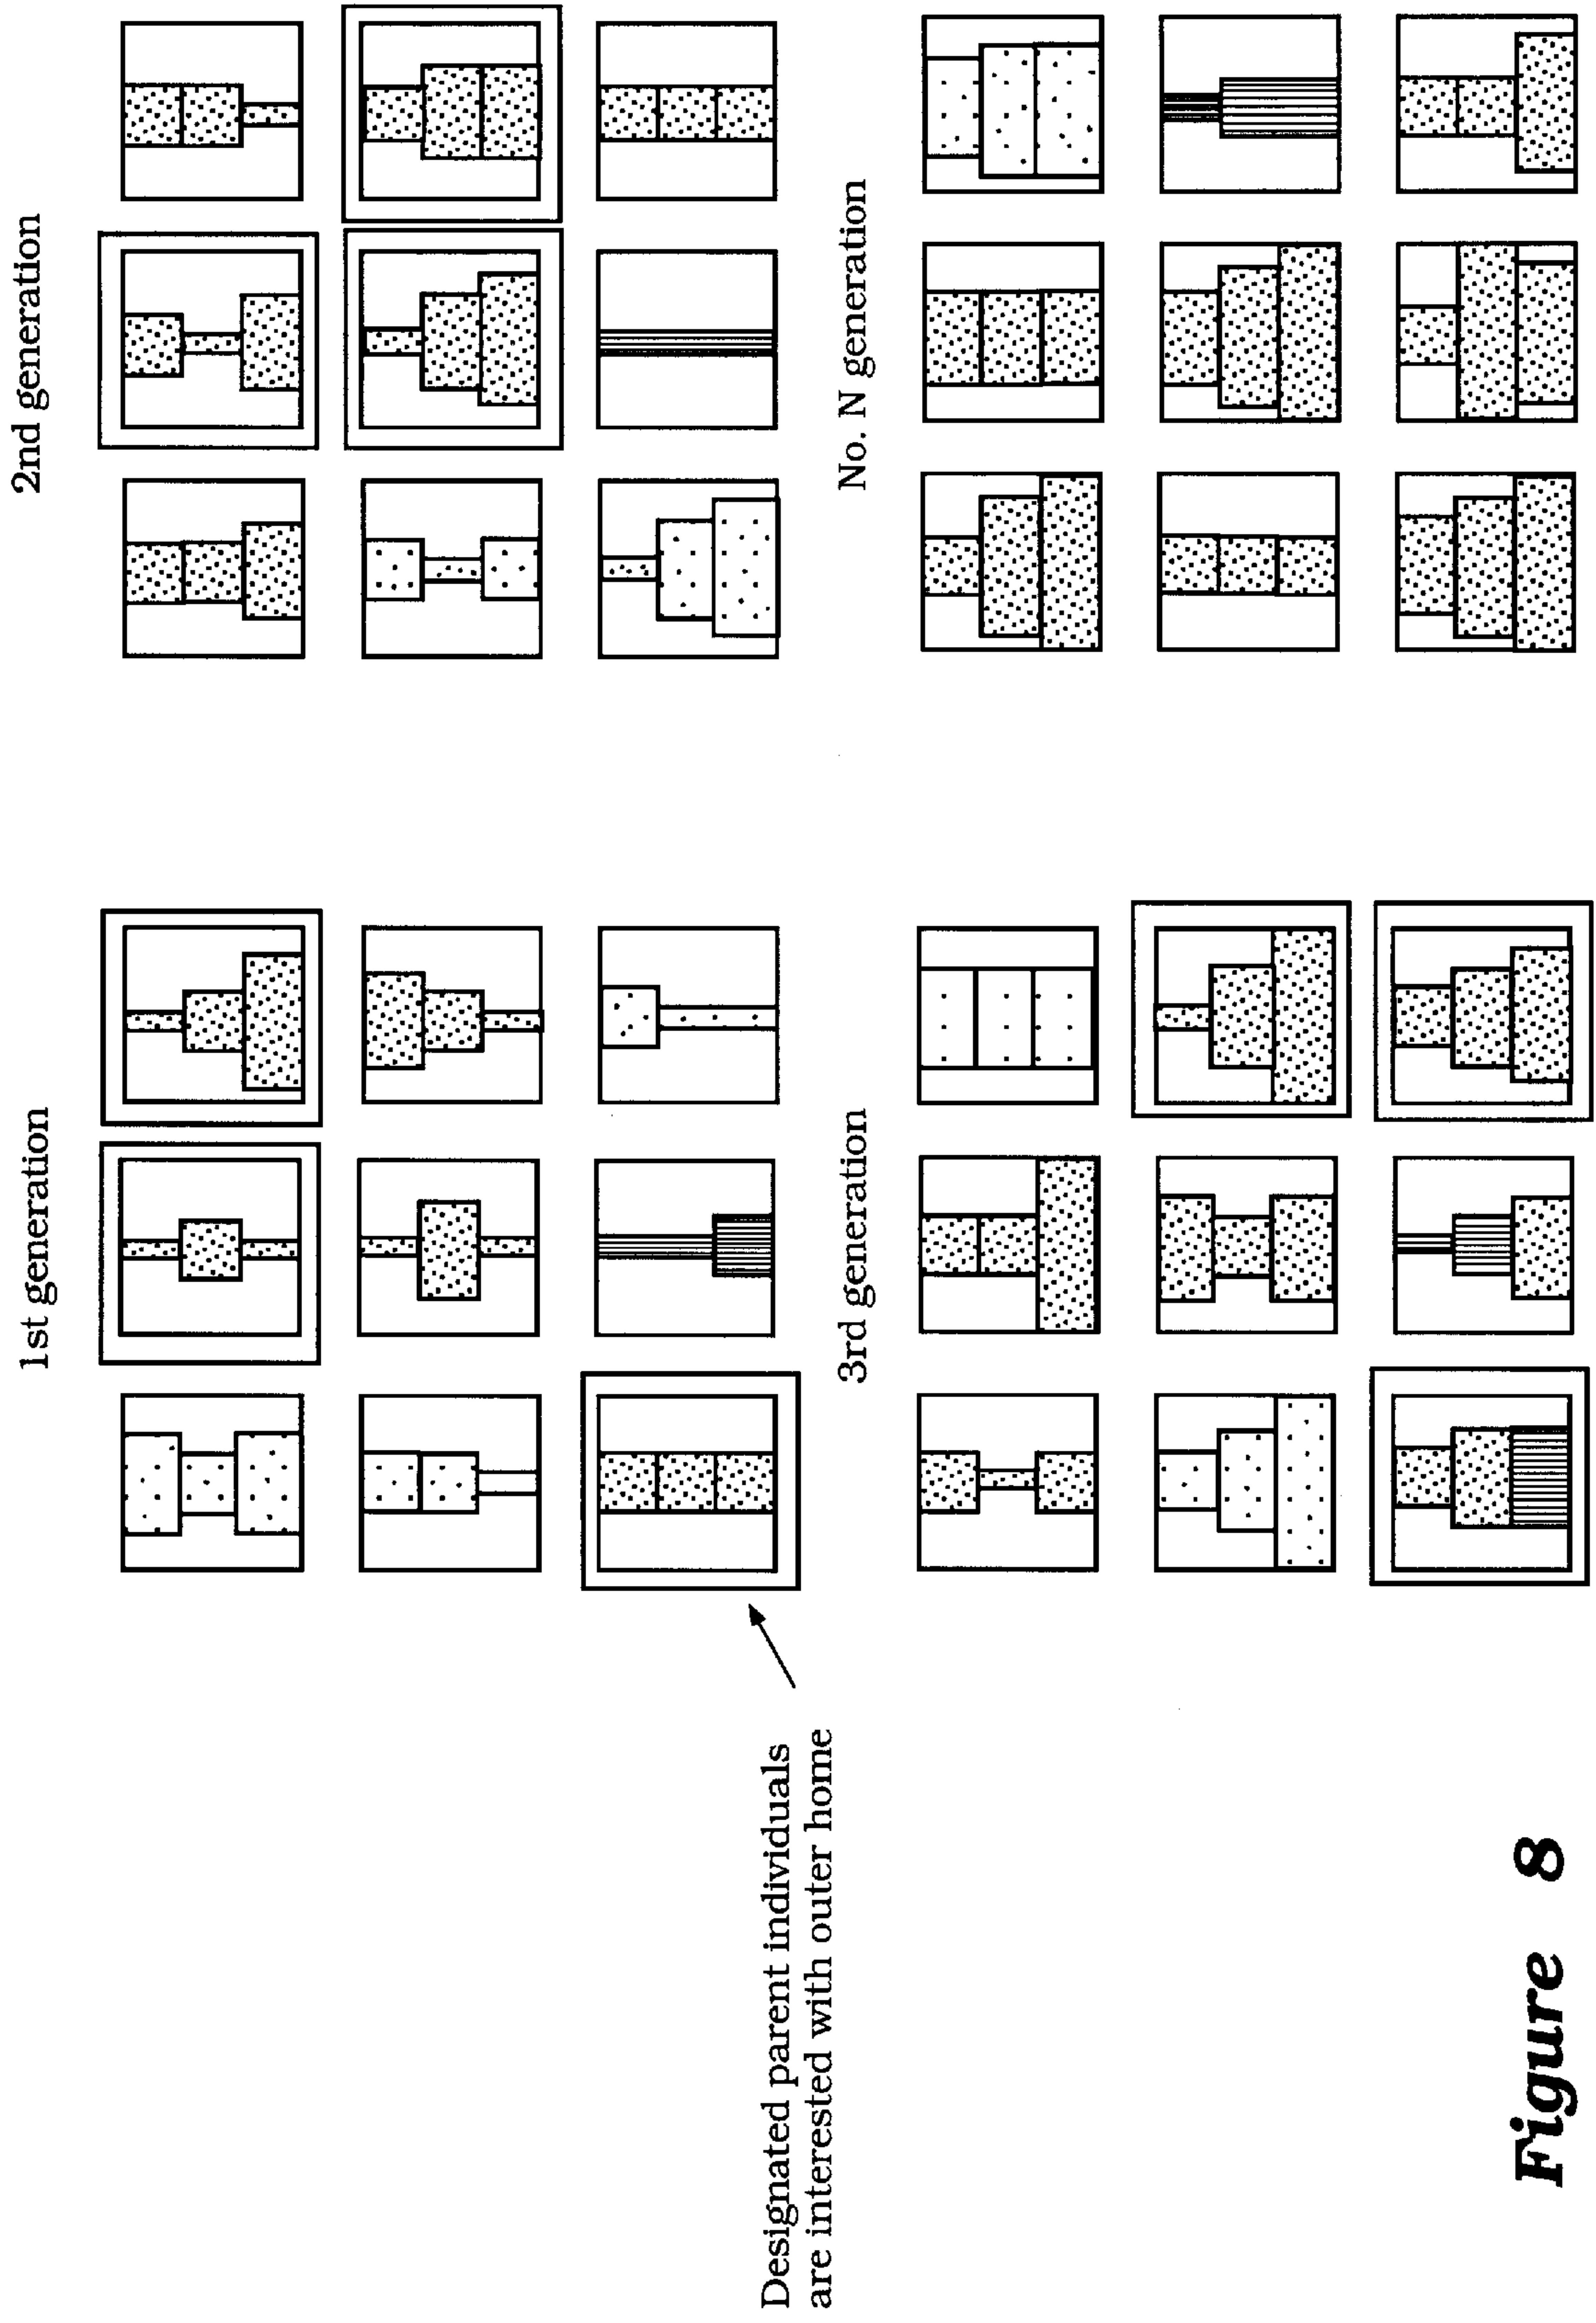 1st generation
2nd generation
Designated parent individuals
are interested with outer home
3rd generation
No. N generation
Figure 8